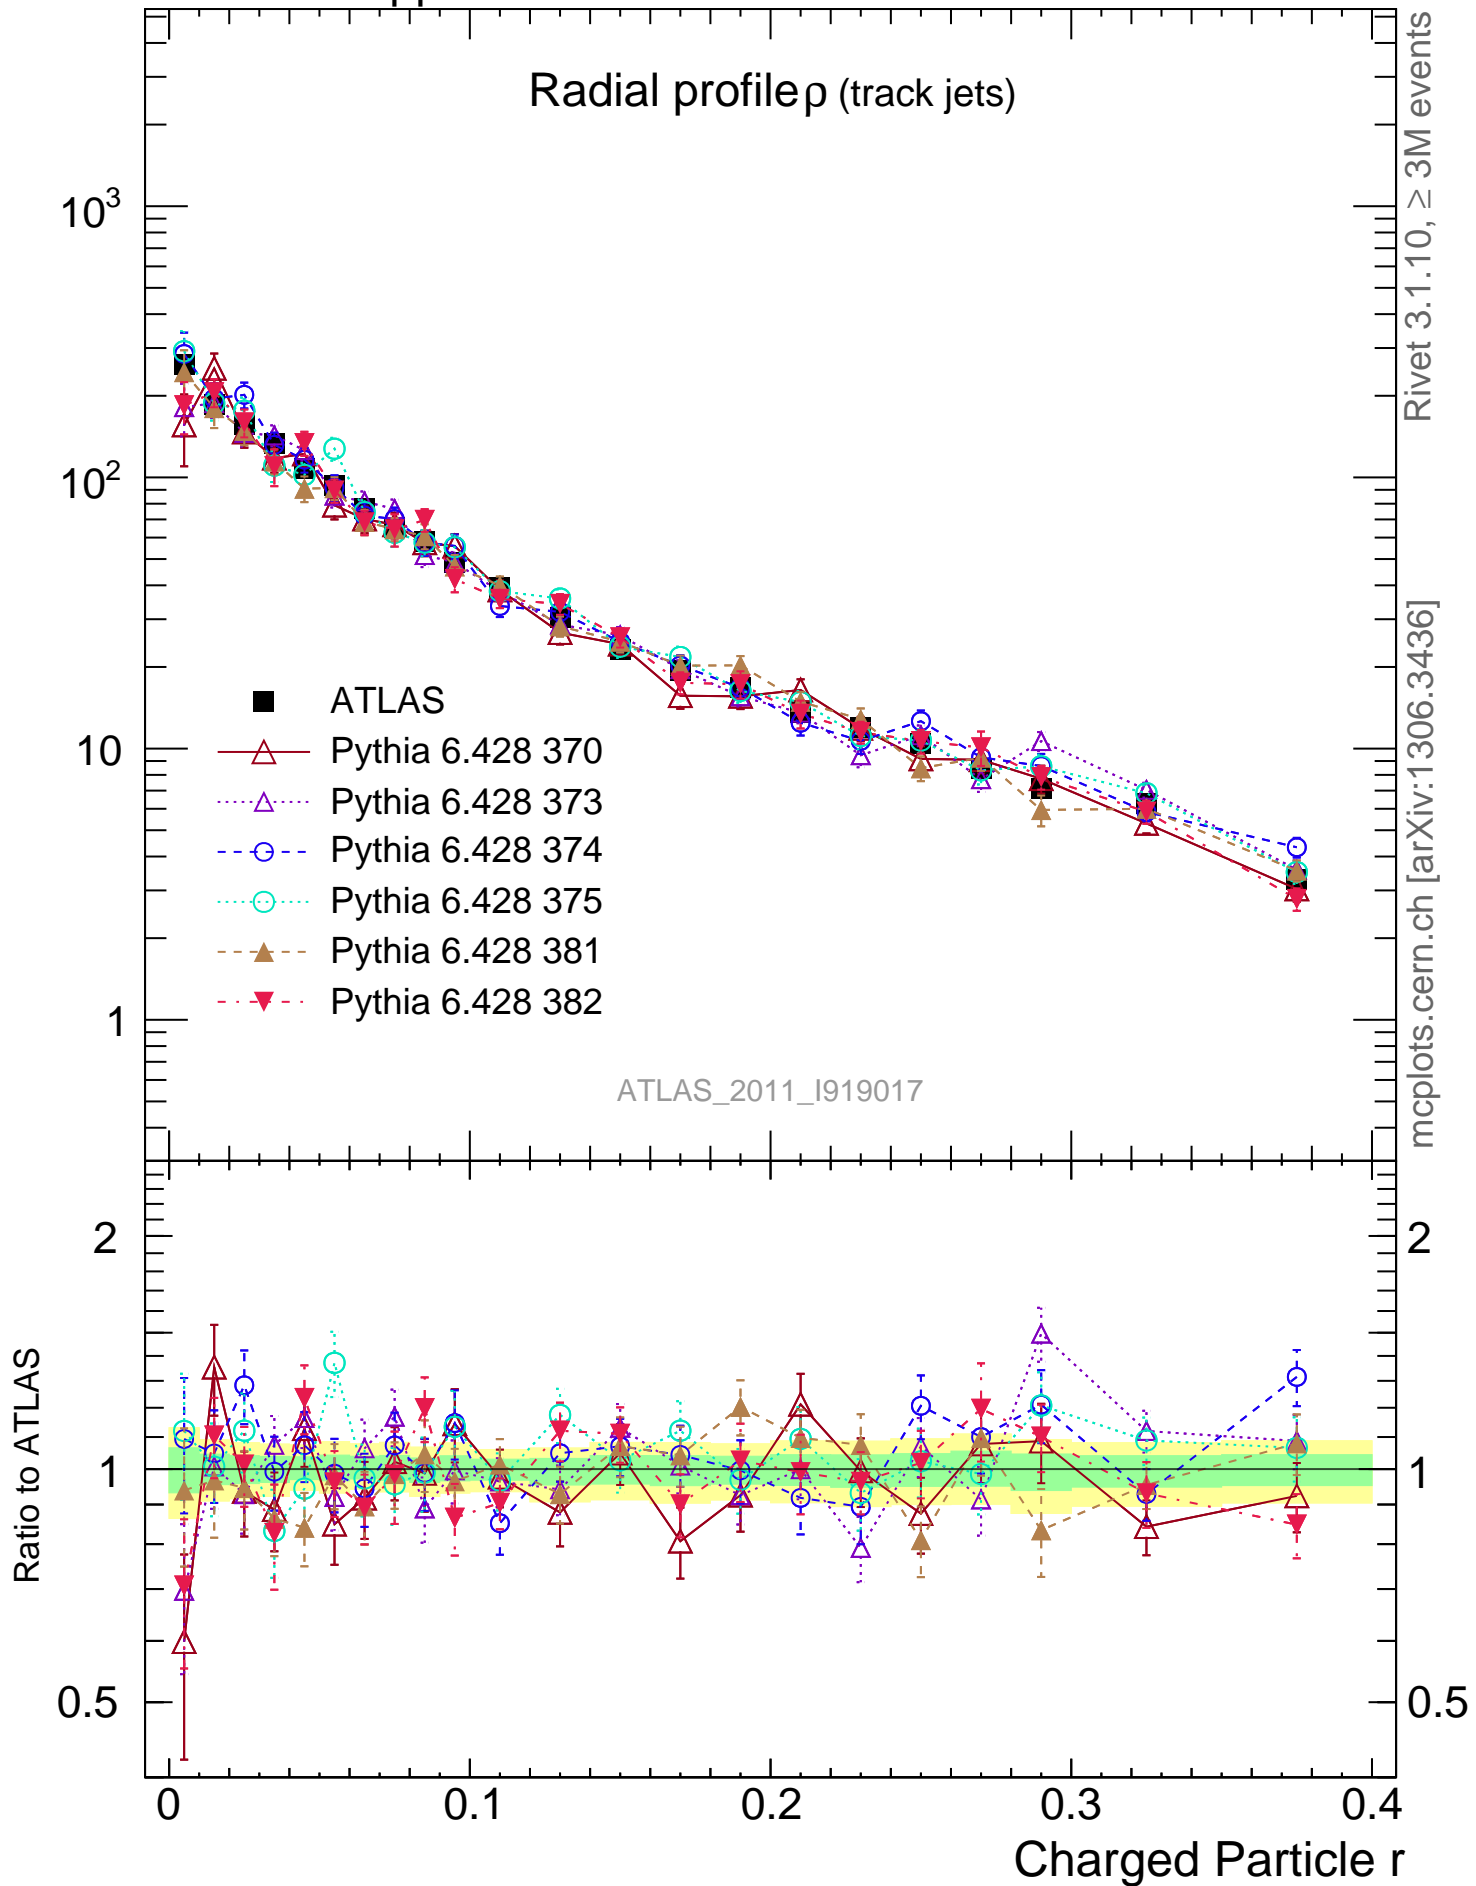 Radial profile ρ (track jets)
10³
10²
10
1
ATLAS
Pythia 6.428 370
Pythia 6.428 373
Pythia 6.428 374
Pythia 6.428 375
Pythia 6.428 381
Pythia 6.428 382
ATLAS_2011_I919017
Rivet 3.1.10, ≥ 3M events
mcplots.cern.ch [arXiv:1306.3436]
Ratio to ATLAS
2
1
0.5
2
1
0.5
0
0.1
0.2
0.3
0.4
Charged Particle r